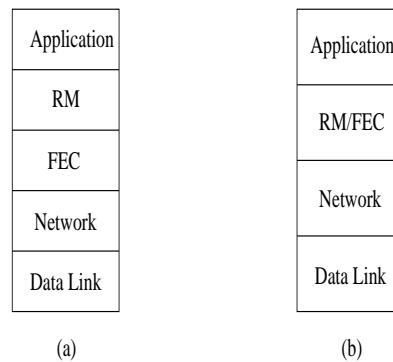 Application
RM
FEC
Network
Data Link
(a)
Application
RM/FEC
Network
Data Link
(b)